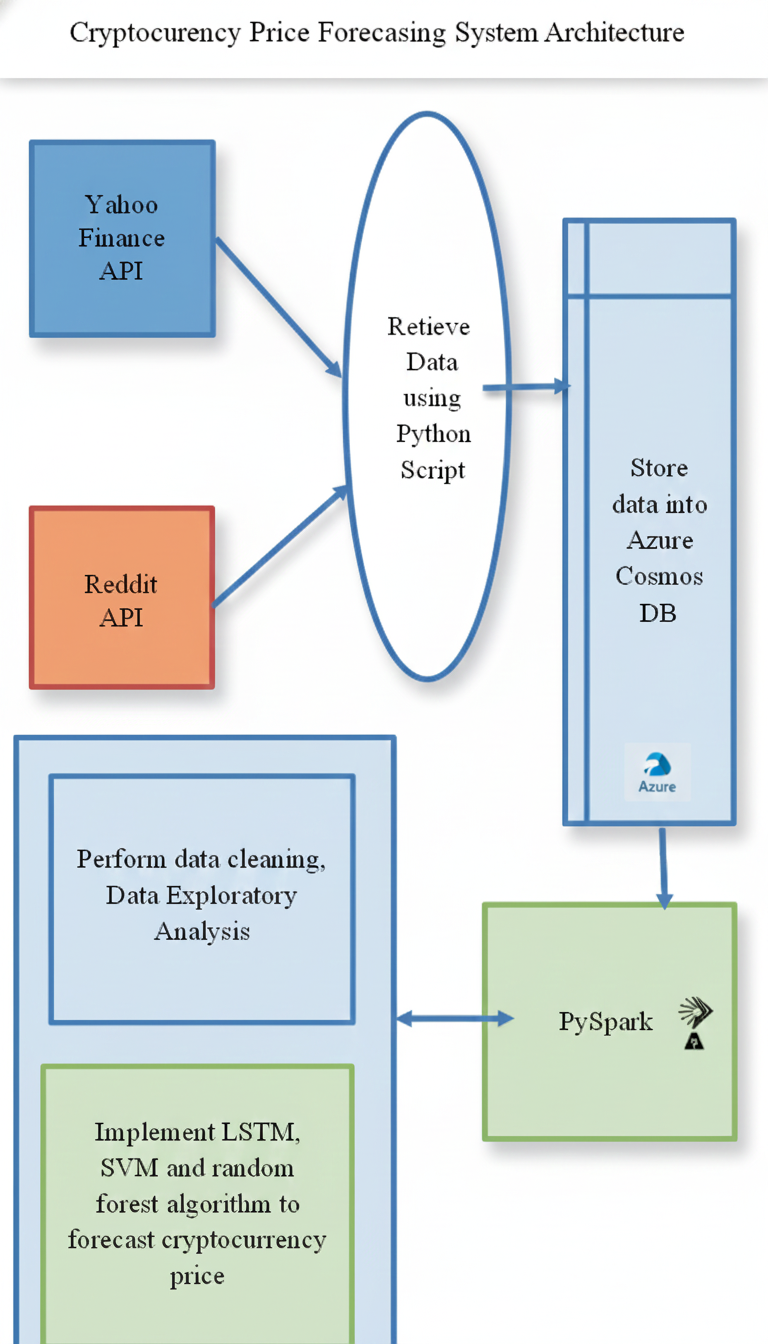 Cryptocurency Price Forecasing System Architecture
Yahoo
Finance
API
Retieve
Data
using
Python
Script
Store
data into
Azure
Cosmos
DB
Reddit
API
Azure
Perform data cleaning,
Data Exploratory
Analysis
PySpark
Implement LSTM,
SVM and random
forest algorithm to
forecast cryptocurrency
price